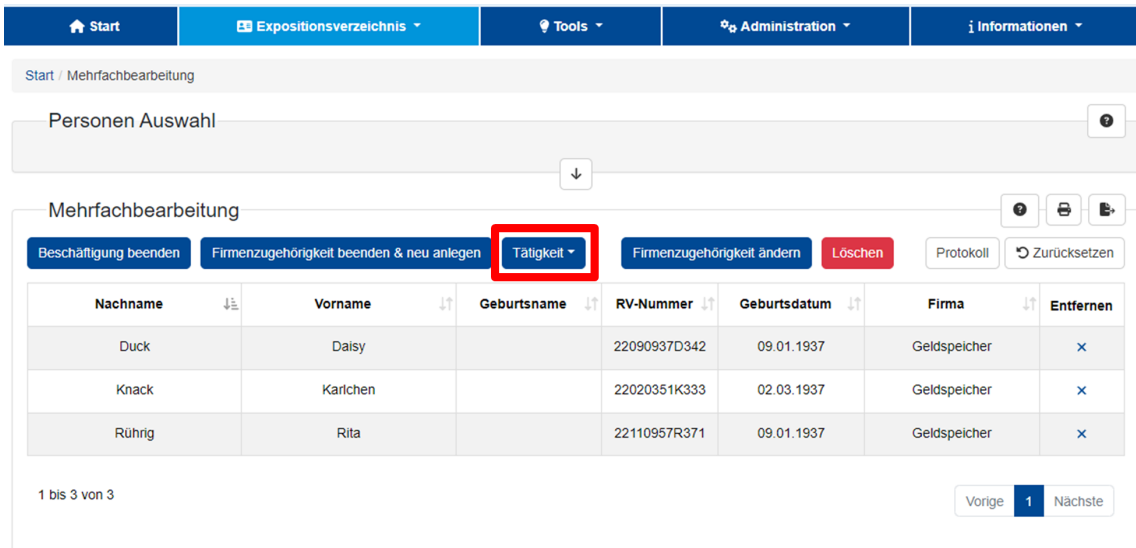 Start Expositionsverzeichnis Tools Administration Informationen
Start / Mehrfachbearbeitung
Personen Auswahl
Mehrfachbearbeitung
Beschäftigung beenden Firmenzugehörigkeit beenden & neu anlegen Tätigkeit Firmenzugehörigkeit ändern Löschen Protokoll Zurücksetzen
Nachname Vorname Geburtsname RV-Nummer Geburtsdatum Firma Entfernen
Duck Daisy 22090937D342 09.01.1937 Geldspeicher
Knack Karlchen 22020351K333 02.03.1937 Geldspeicher
Rührig Rita 22110957R371 09.01.1937 Geldspeicher
1 bis 3 von 3
Vorige 1 Nächste